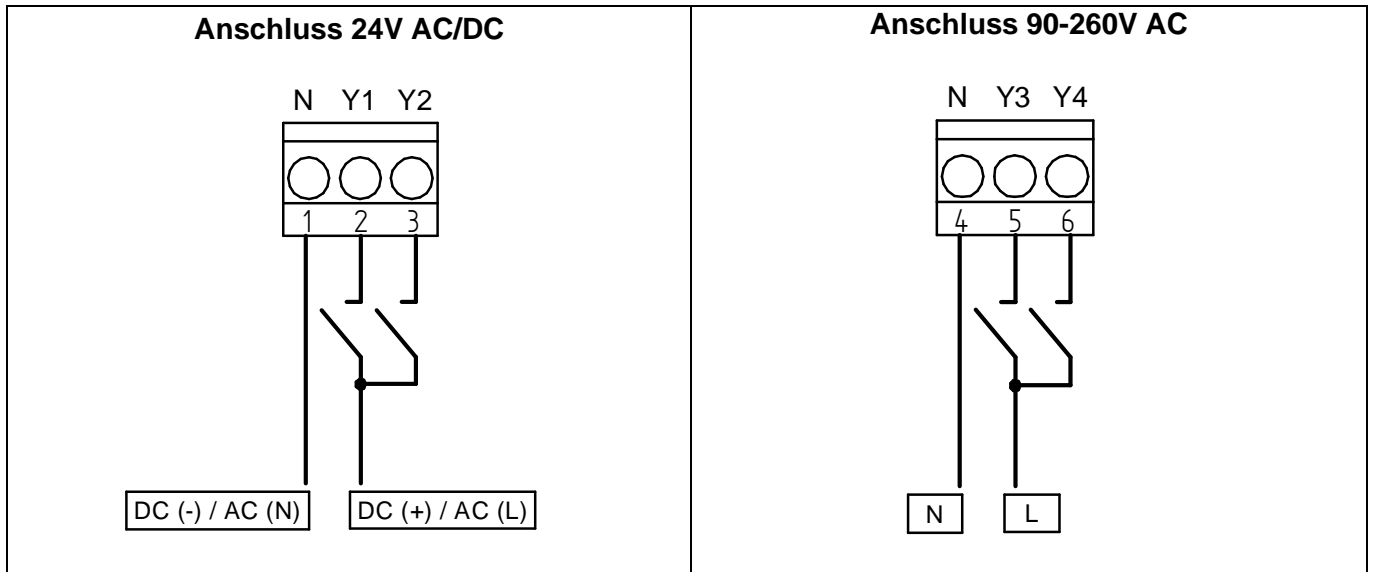 Anschluss 24V AC/DC
N Y1 Y2
1 2 3
DC (-) / AC (N) DC (+) / AC (L)
Anschluss 90-260V AC
N Y3 Y4
4 5 6
N L